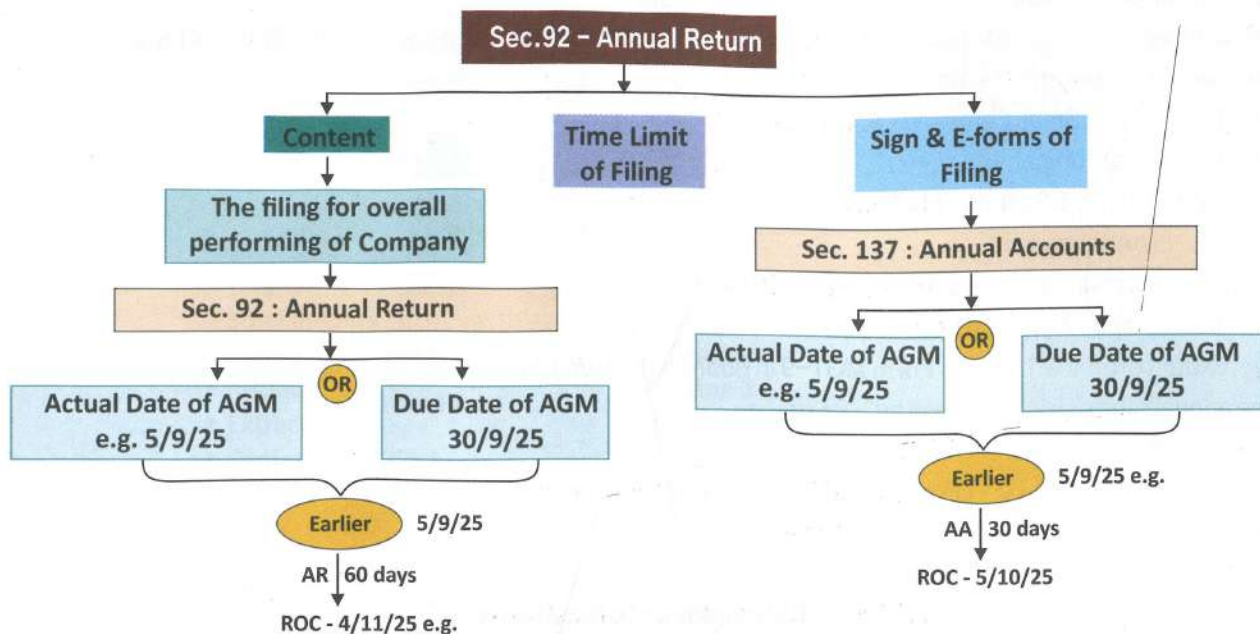 Sec.92 – Annual Return
Content
Time Limit
of Filing
Sign & E-forms of
Filing
The filing for overall
performing of Company
Sec. 92 : Annual Return
OR
Actual Date of AGM
e.g. 5/9/25
Due Date of AGM
30/9/25
Earlier
5/9/25
AR 60 days
ROC - 4/11/25 e.g.
Sec. 137 : Annual Accounts
OR
Actual Date of AGM
e.g. 5/9/25
Due Date of AGM
30/9/25
Earlier
5/9/25 e.g.
AA 30 days
ROC - 5/10/25